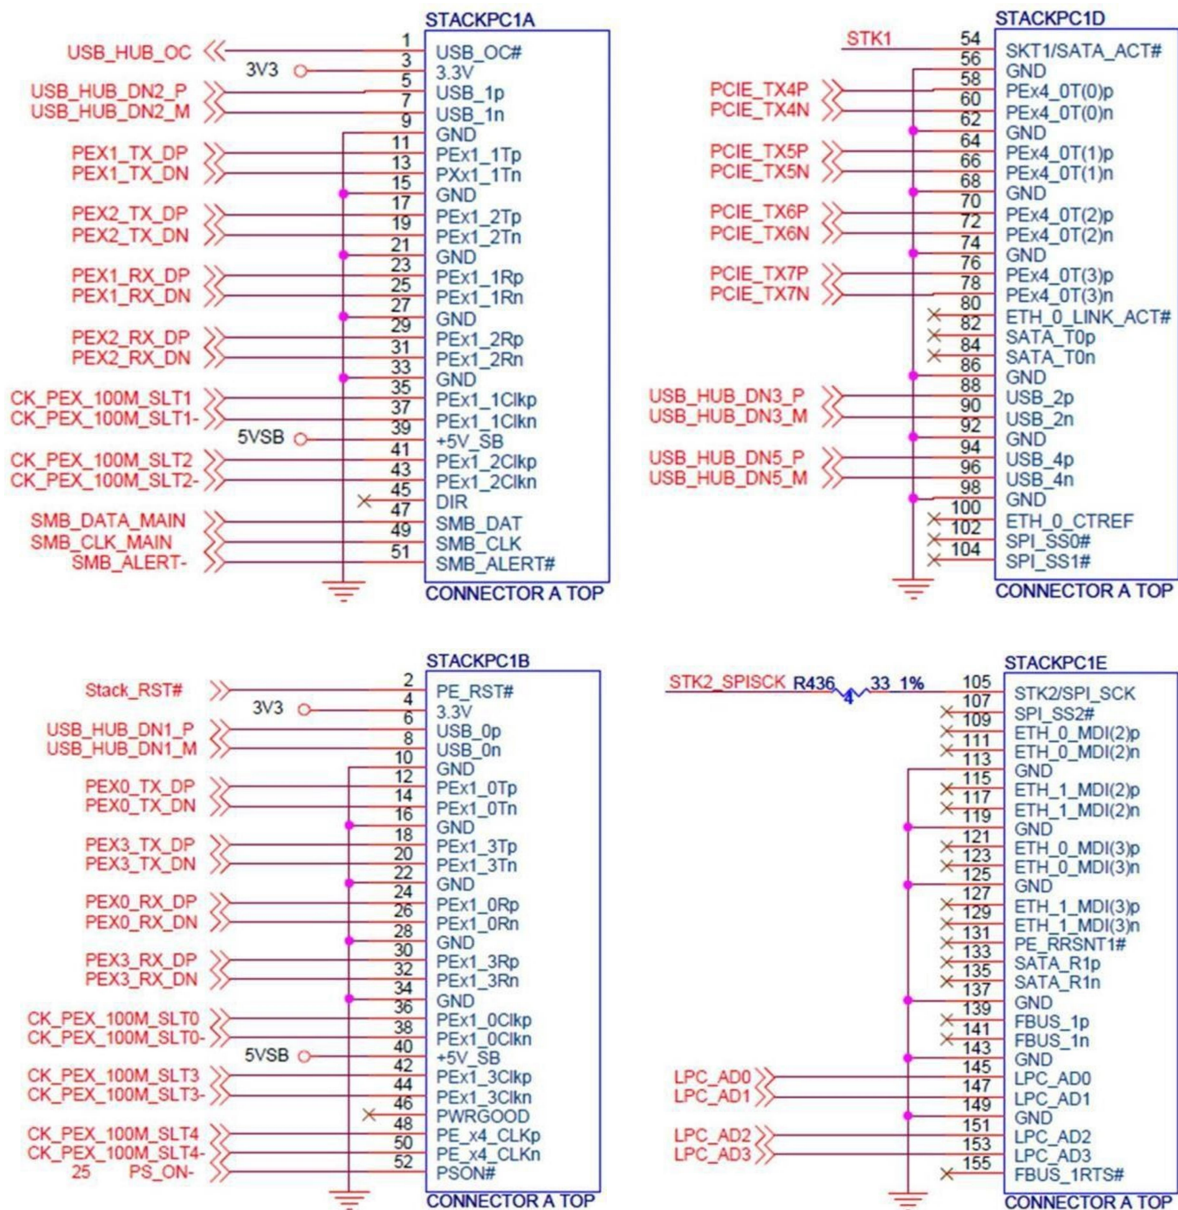 STACKPC1A
USB_HUB_OC 1 USB_OC#
3V3 3 3.3V
USB_HUB_DN2_P 5 USB_1p
USB_HUB_DN2_M 7 USB_1n
9 GND
PEX1_TX_DP 11 PEx1_1Tp
PEX1_TX_DN 13 PXx1_1Tn
15 GND
PEX2_TX_DP 17 PEx1_2Tp
PEX2_TX_DN 19 PEx1_2Tn
21 GND
PEX1_RX_DP 23 PEx1_1Rp
PEX1_RX_DN 25 PEx1_1Rn
27 GND
PEX2_RX_DP 29 PEx1_2Rp
PEX2_RX_DN 31 PEx1_2Rn
33 GND
CK_PEX_100M_SLT1 35 PEx1_1Clkp
CK_PEX_100M_SLT1- 37 PEx1_1Clkn
5VSB 39 +5V_SB
CK_PEX_100M_SLT2 41 PEx1_2Clkp
CK_PEX_100M_SLT2- 43 PEx1_2Clkn
45 DIR
SMB_DATA_MAIN 47 SMB_DAT
SMB_CLK_MAIN 49 SMB_CLK
SMB_ALERT- 51 SMB_ALERT#
CONNECTOR A TOP
STACKPC1D
STK1 54 SKT1/SATA_ACT#
56 GND
PCIE_TX4P 58 PEx4_0T(0)p
PCIE_TX4N 60 PEx4_0T(0)n
62 GND
PCIE_TX5P 64 PEx4_0T(1)p
PCIE_TX5N 66 PEx4_0T(1)n
68 GND
PCIE_TX6P 70 PEx4_0T(2)p
PCIE_TX6N 72 PEx4_0T(2)n
74 GND
PCIE_TX7P 76 PEx4_0T(3)p
PCIE_TX7N 78 PEx4_0T(3)n
80 ETH_0_LINK_ACT#
82 SATA_T0p
84 SATA_T0n
86 GND
USB_HUB_DN3_P 88 USB_2p
USB_HUB_DN3_M 90 USB_2n
92 GND
USB_HUB_DN5_P 94 USB_4p
USB_HUB_DN5_M 96 USB_4n
98 GND
100 ETH_0_CTREF
102 SPI_SS0#
104 SPI_SS1#
CONNECTOR A TOP
STACKPC1B
Stack_RST# 2 PE_RST#
3V3 4 3.3V
USB_HUB_DN1_P 6 USB_0p
USB_HUB_DN1_M 8 USB_0n
10 GND
PEX0_TX_DP 12 PEx1_0Tp
PEX0_TX_DN 14 PEx1_0Tn
16 GND
PEX3_TX_DP 18 PEx1_3Tp
PEX3_TX_DN 20 PEx1_3Tn
22 GND
PEX0_RX_DP 24 PEx1_0Rp
PEX0_RX_DN 26 PEx1_0Rn
28 GND
PEX3_RX_DP 30 PEx1_3Rp
PEX3_RX_DN 32 PEx1_3Rn
34 GND
CK_PEX_100M_SLT0 36 PEx1_0Clkp
CK_PEX_100M_SLT0- 38 PEx1_0Clkn
5VSB 40 +5V_SB
CK_PEX_100M_SLT3 42 PEx1_3Clkp
CK_PEX_100M_SLT3- 44 PEx1_3Clkn
46 PWRGOOD
CK_PEX_100M_SLT4 48 PE_x4_CLKp
CK_PEX_100M_SLT4- 50 PE_x4_CLKn
25 PS_ON- 52 PSON#
CONNECTOR A TOP
STACKPC1E
STK2_SPISCK R436 4 33 1% 105 STK2/SPI_SCK
107 SPI_SS2#
109 ETH_0_MDI(2)p
111 ETH_0_MDI(2)n
113 GND
115 ETH_1_MDI(2)p
117 ETH_1_MDI(2)n
119 GND
121 ETH_0_MDI(3)p
123 ETH_0_MDI(3)n
125 GND
127 ETH_1_MDI(3)p
129 ETH_1_MDI(3)n
131 PE_RRSNT1#
133 SATA_R1p
135 SATA_R1n
137 GND
139 FBUS_1p
141 FBUS_1n
143 GND
LPC_AD0 145 LPC_AD0
LPC_AD1 147 LPC_AD1
149 GND
LPC_AD2 151 LPC_AD2
LPC_AD3 153 LPC_AD3
155 FBUS_1RTS#
CONNECTOR A TOP